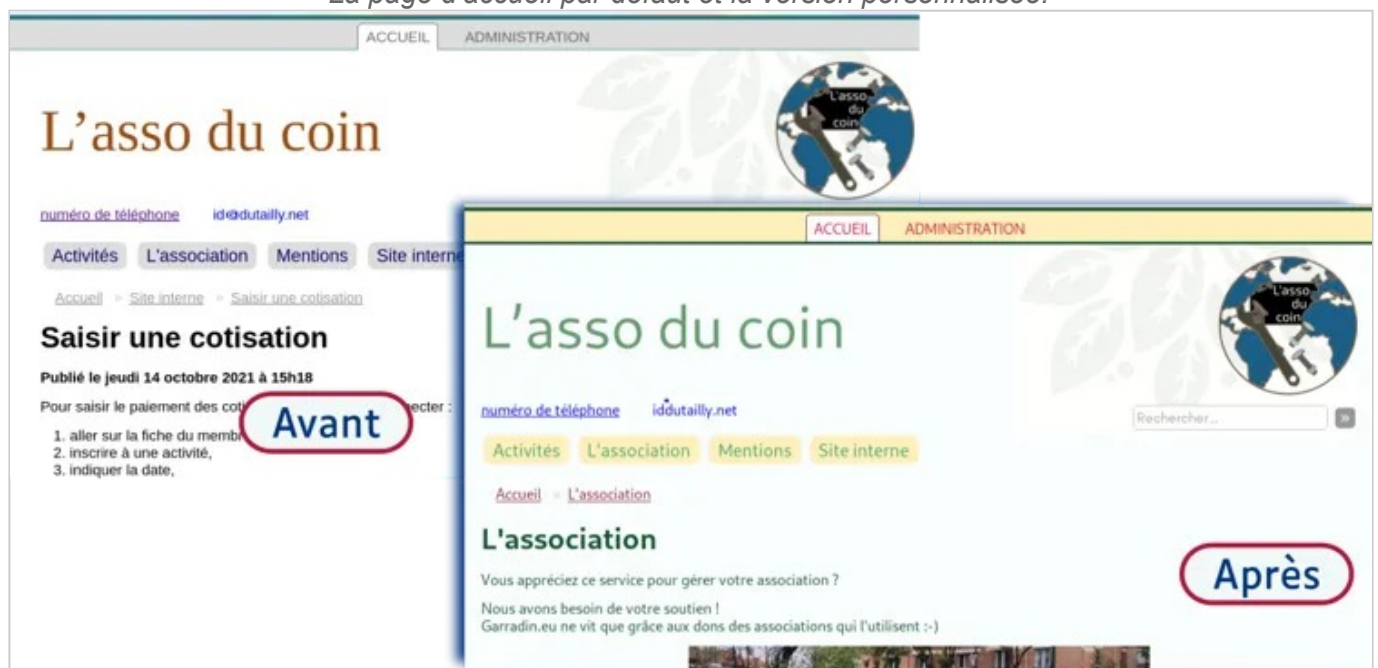 La page d'accueil par défaut et la version personnalisée.
ACCUEIL ADMINISTRATION
L'asso du coin
L’asso du coin
numéro de téléphone id@dutailly.net
Activités L'association Mentions Site interne
Accueil » Site interne » Saisir une cotisation
Saisir une cotisation
Publié le jeudi 14 octobre 2021 à 15h18
Pour saisir le paiement des
1. aller sur la fiche du
2. inscrire à une activité,
3. indiquer la date,
Avant
ACCUEIL ADMINISTRATION
L'asso du coin
L’asso du coin
numéro de téléphone iddutailly.net
Rechercher... »
Activités L'association Mentions Site interne
Accueil » L'association
L'association
Vous appréciez ce service pour gérer votre association ?
Nous avons besoin de votre soutien !
Garradin.eu ne vit que grâce aux dons des associations qui l'utilisent :-)
Après